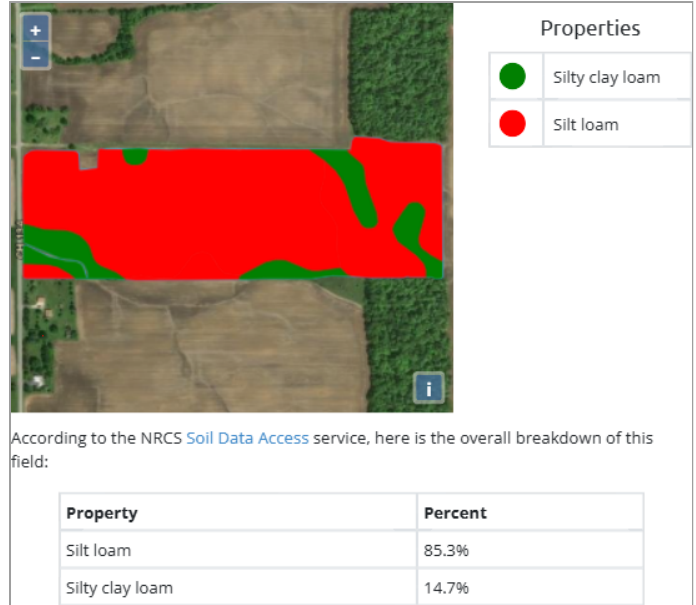 +
-
Properties
Silty clay loam
Silt loam
i
According to the NRCS Soil Data Access service, here is the overall breakdown of this
field:
Property Percent
Silt loam 85.3%
Silty clay loam 14.7%